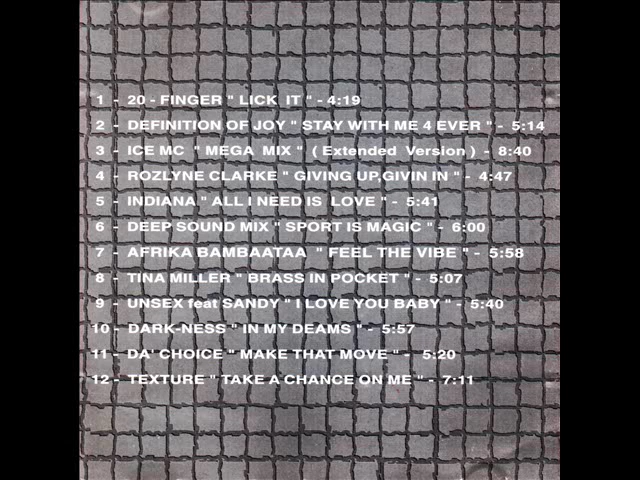 1 - 20 - FINGER " LICK IT " - 4:19
2 - DEFINITION OF JOY " STAY WITH ME 4 EVER " - 5:14
3 - ICE MC " MEGA MIX " ( Extended Version ) - 8:40
4 - ROZLYNE CLARKE " GIVING UP,GIVIN IN " - 4:47
5 - INDIANA " ALL I NEED IS LOVE " - 5:41
6 - DEEP SOUND MIX " SPORT IS MAGIC " - 6:00
7 - AFRIKA BAMBAATAA " FEEL THE VIBE " - 5:58
8 - TINA MILLER " BRASS IN POCKET " - 5:07
9 - UNSEX feat SANDY " I LOVE YOU BABY " - 5:40
10 - DARK-NESS " IN MY DEAMS " - 5:57
11 - DA' CHOICE " MAKE THAT MOVE " - 5:20
12 - TEXTURE " TAKE A CHANCE ON ME " - 7:11